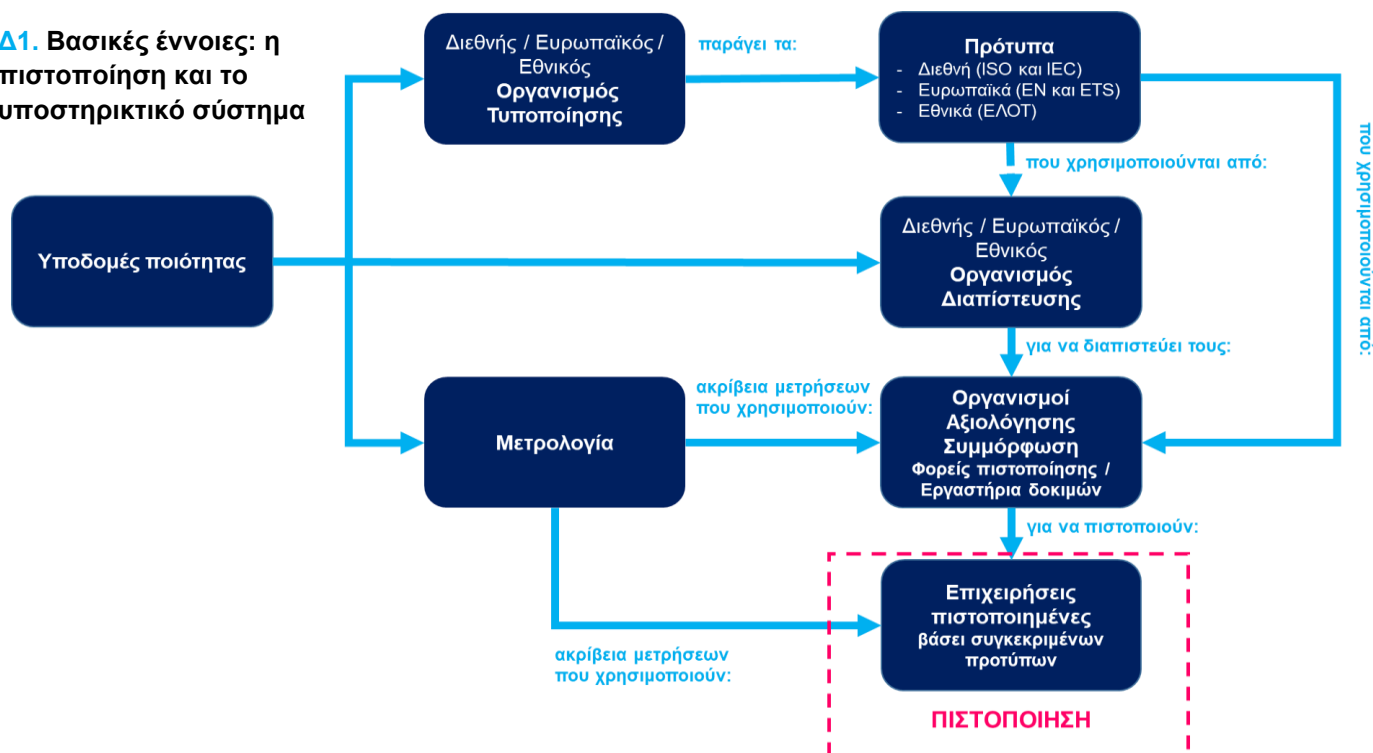 Δ1. Βασικές έννοιες: η
πιστοποίηση και το
υποστηρικτικό σύστημα
Διεθνής / Ευρωπαϊκός /
Εθνικός
Οργανισμός
Τυποποίησης
παράγει τα:
Πρότυπα
- Διεθνή (ISO και IEC)
- Ευρωπαϊκά (EN και ETS)
- Εθνικά (ΕΛΟΤ)
που χρησιμοποιούνται από:
που χρησιμοποιούνται από:
Υποδομές ποιότητας
Διεθνής / Ευρωπαϊκός /
Εθνικός
Οργανισμός
Διαπίστευσης
για να διαπιστεύει τους:
Μετρολογία
ακρίβεια μετρήσεων
που χρησιμοποιούν:
Οργανισμοί
Αξιολόγησης
Συμμόρφωση
Φορείς πιστοποίησης /
Εργαστήρια δοκιμών
για να πιστοποιούν:
Επιχειρήσεις
πιστοποιημένες
βάσει συγκεκριμένων
προτύπων
ακρίβεια μετρήσεων
που χρησιμοποιούν:
ΠΙΣΤΟΠΟΙΗΣΗ